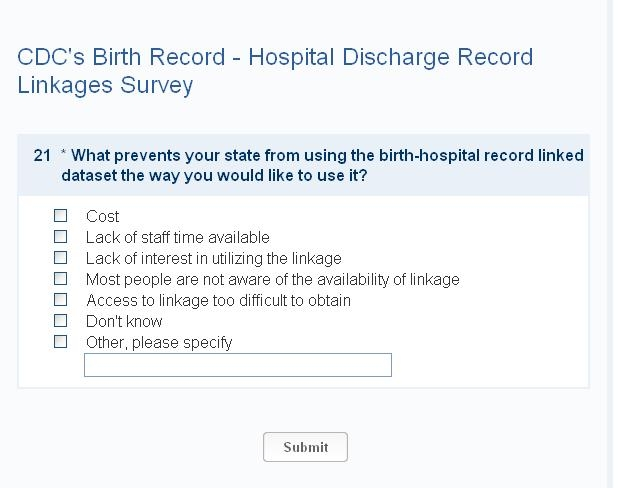 CDC's Birth Record - Hospital Discharge Record
Linkages Survey
21 * What prevents your state from using the birth-hospital record linked
dataset the way you would like to use it?
Cost
Lack of staff time available
Lack of interest in utilizing the linkage
Most people are not aware of the availability of linkage
Access to linkage too difficult to obtain
Don't know
Other, please specify
Submit